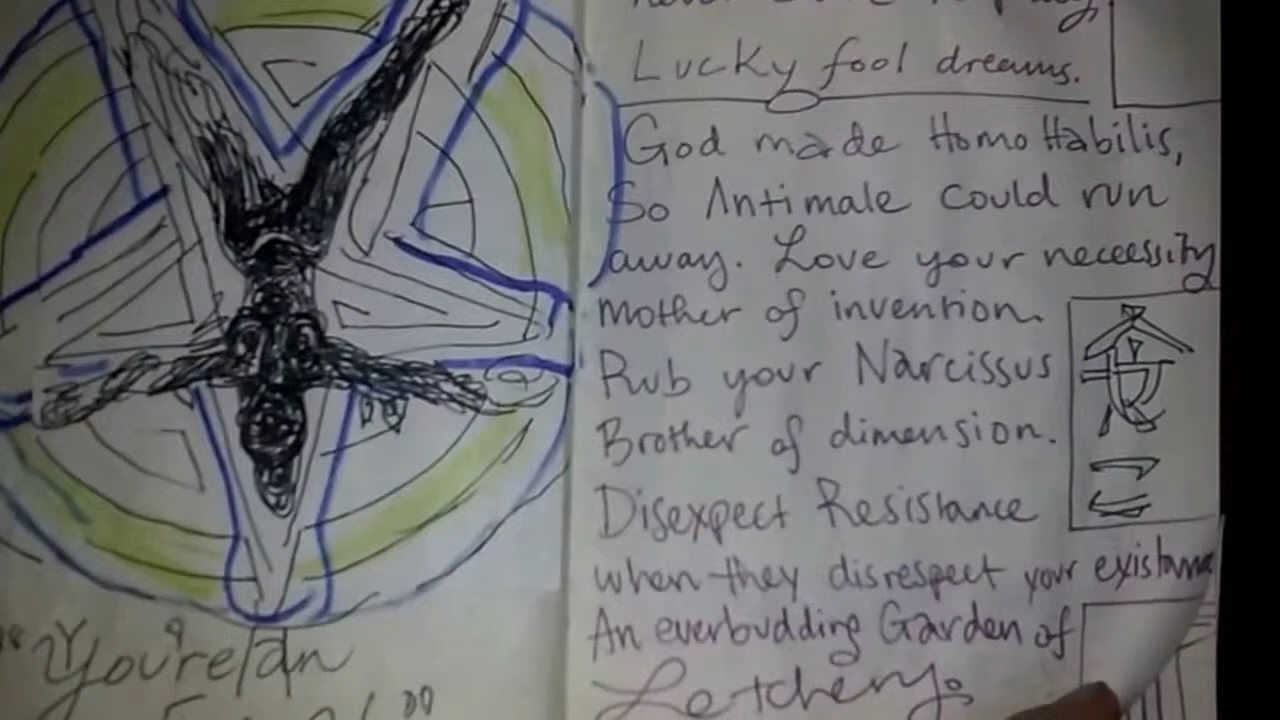 Lucky fool dreams.
God made Homo Habilis,
So Antimale could run
away. Love your necessity
mother of invention.
Rub your Narcissus
Brother of dimension.
Disexpect Resistance
when they disrespect your existance
An everbudding Garden of
Letchery.
"You're an